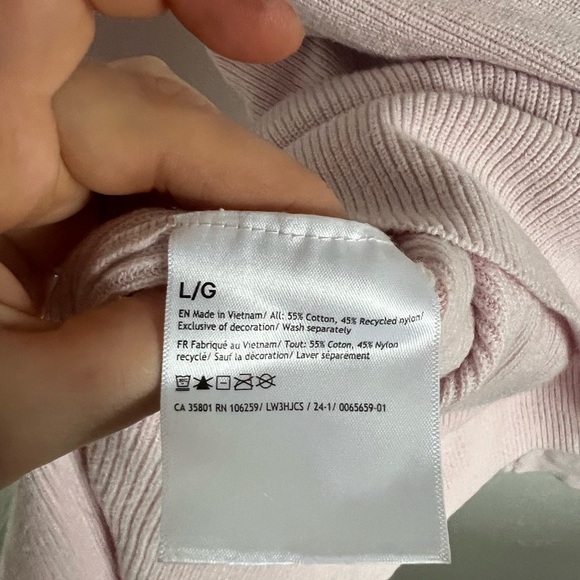 L/G
EN Made in Vietnam/ All: 55% Cotton, 45% Recycled nylon/
Exclusive of decoration/ Wash separately
FR Fabriqué au Vietnam/ Tout: 55% Coton, 45% Nylon
recyclé/ Sauf la décoration/ Laver séparément
CA 35801 RN 106259/ LW3HJCS / 24-1/ 0065659-01